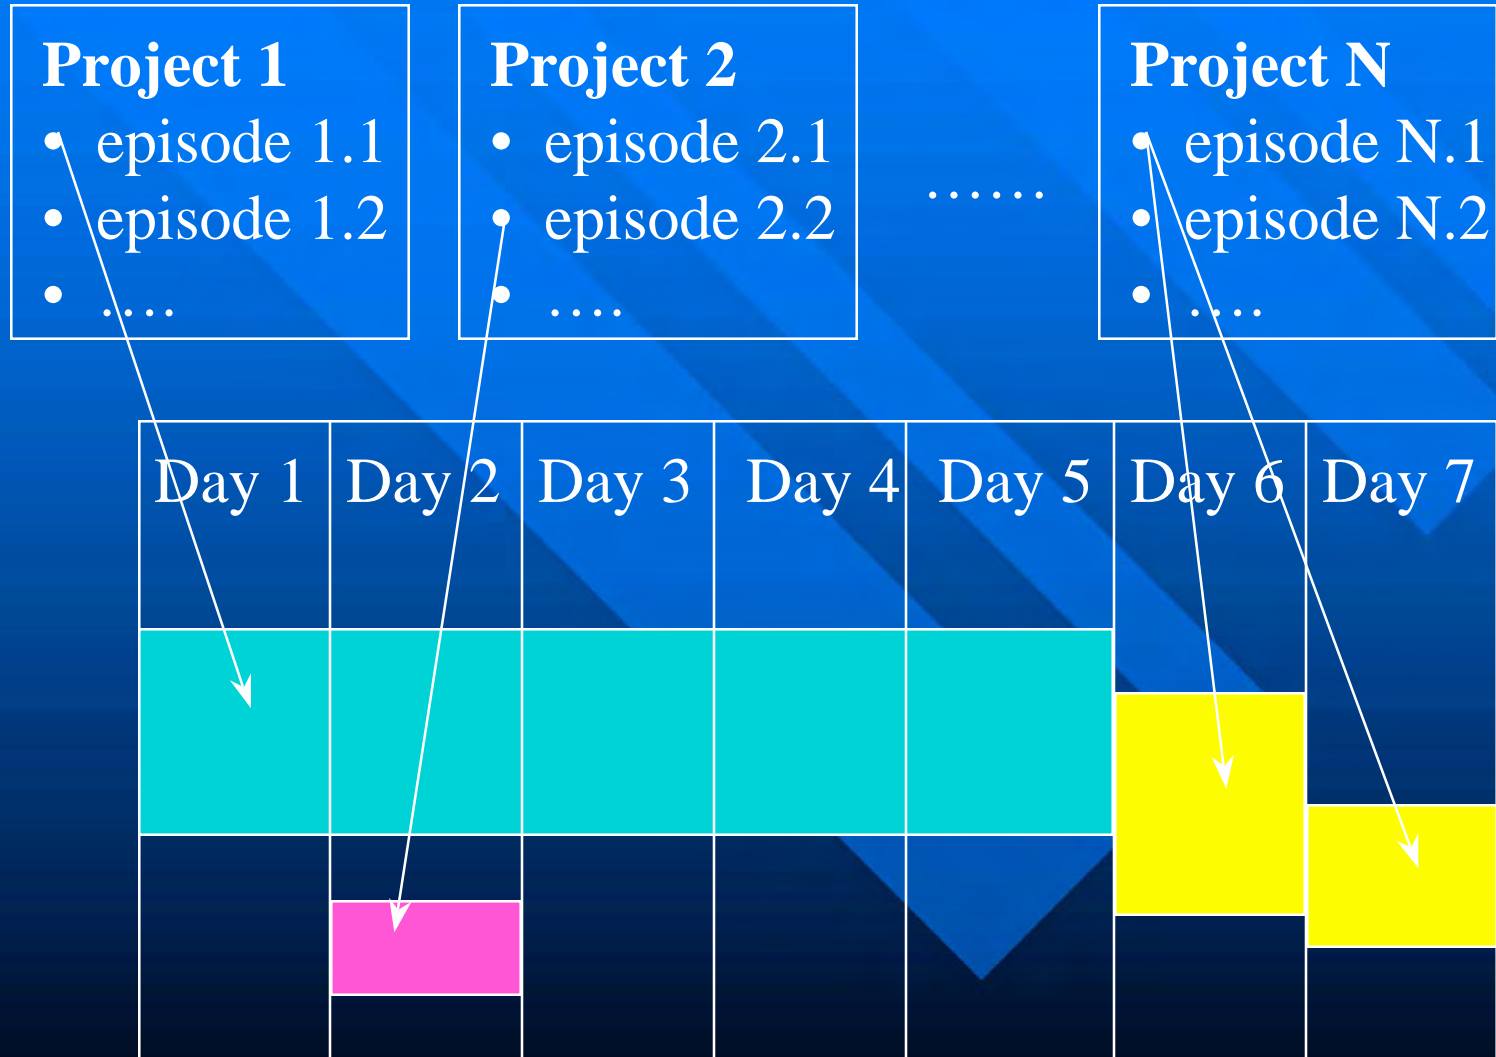 Project 1
• episode 1.1
• episode 1.2
• ....
Project 2
• episode 2.1
• episode 2.2
• ....
......
Project N
• episode N.1
• episode N.2
• ....
Day 1
Day 2
Day 3
Day 4
Day 5
Day 6
Day 7